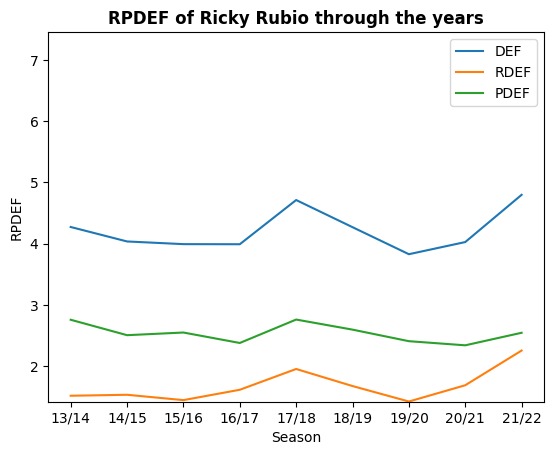 RPDEF of Ricky Rubio through the years
7
6
5
4
3
2
RPDEF
DEF
RDEF
PDEF
13/14 14/15 15/16 16/17 17/18 18/19 19/20 20/21 21/22
Season